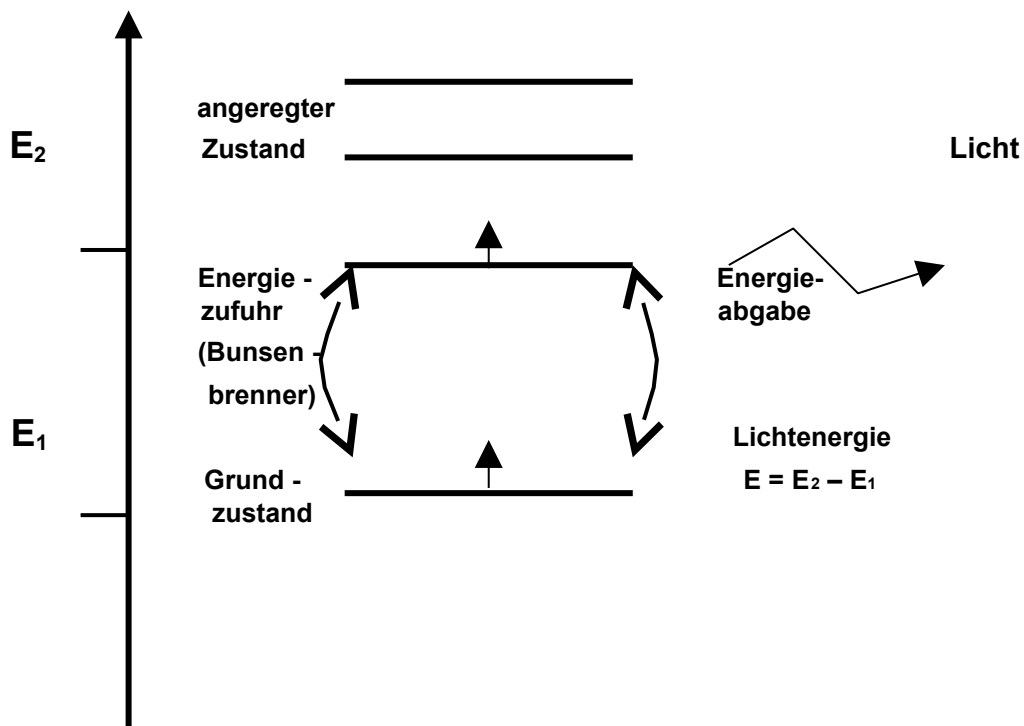 angeregter
E₂
Zustand
Licht
Energie -
zufuhr
(Bunsen -
brenner)
Energie-
abgabe
E₁
Lichtenergie
E = E₂ – E₁
Grund -
zustand